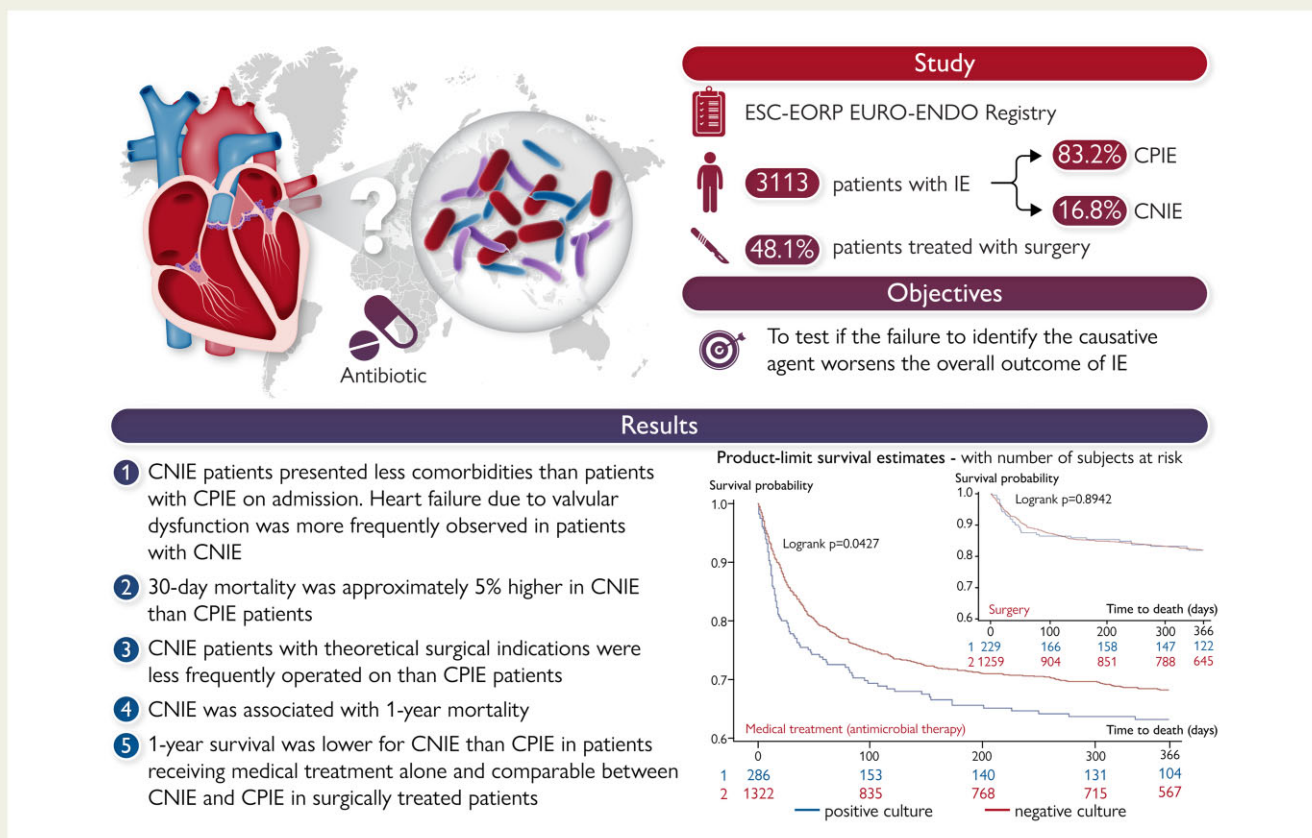 Study
ESC-EORP EURO-ENDO Registry
3113 patients with IE
83.2% CPIE
16.8% CNIE
48.1% patients treated with surgery
Objectives
To test if the failure to identify the causative
agent worsens the overall outcome of IE
?
Antibiotic
Results
1 CNIE patients presented less comorbidities than patients
with CPIE on admission. Heart failure due to valvular
dysfunction was more frequently observed in patients
with CNIE
2 30-day mortality was approximately 5% higher in CNIE
than CPIE patients
3 CNIE patients with theoretical surgical indications were
less frequently operated on than CPIE patients
4 CNIE was associated with 1-year mortality
5 1-year survival was lower for CNIE than CPIE in patients
receiving medical treatment alone and comparable between
CNIE and CPIE in surgically treated patients
Product-limit survival estimates - with number of subjects at risk
Survival probability
1.0
0.9
0.8
0.7
0.6
Logrank p=0.0427
Medical treatment (antimicrobial therapy)
Time to death (days)
0 100 200 300 366
1 286 153 140 131 104
2 1322 835 768 715 567
Survival probability
1.0
0.9
0.8
0.7
0.6
Logrank p=0.8942
Surgery
Time to death (days)
0 100 200 300 366
1 229 166 158 147 122
2 1259 904 851 788 645
positive culture negative culture